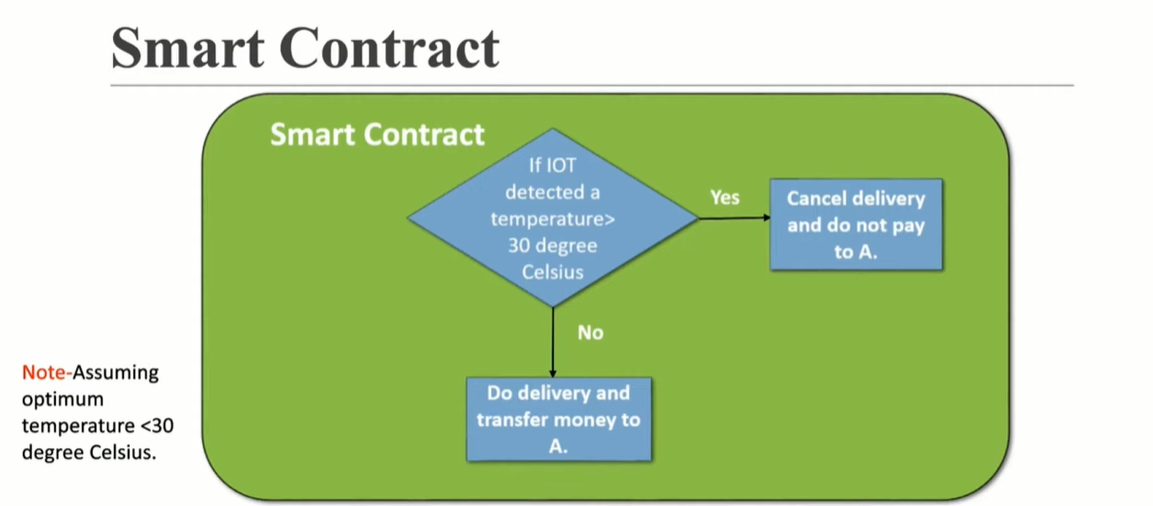 Smart Contract
Smart Contract
If IOT
detected a
temperature>
30 degree
Celsius
Yes
Cancel delivery
and do not pay
to A.
No
Do delivery and
transfer money to
A.
Note-Assuming
optimum
temperature <30
degree Celsius.